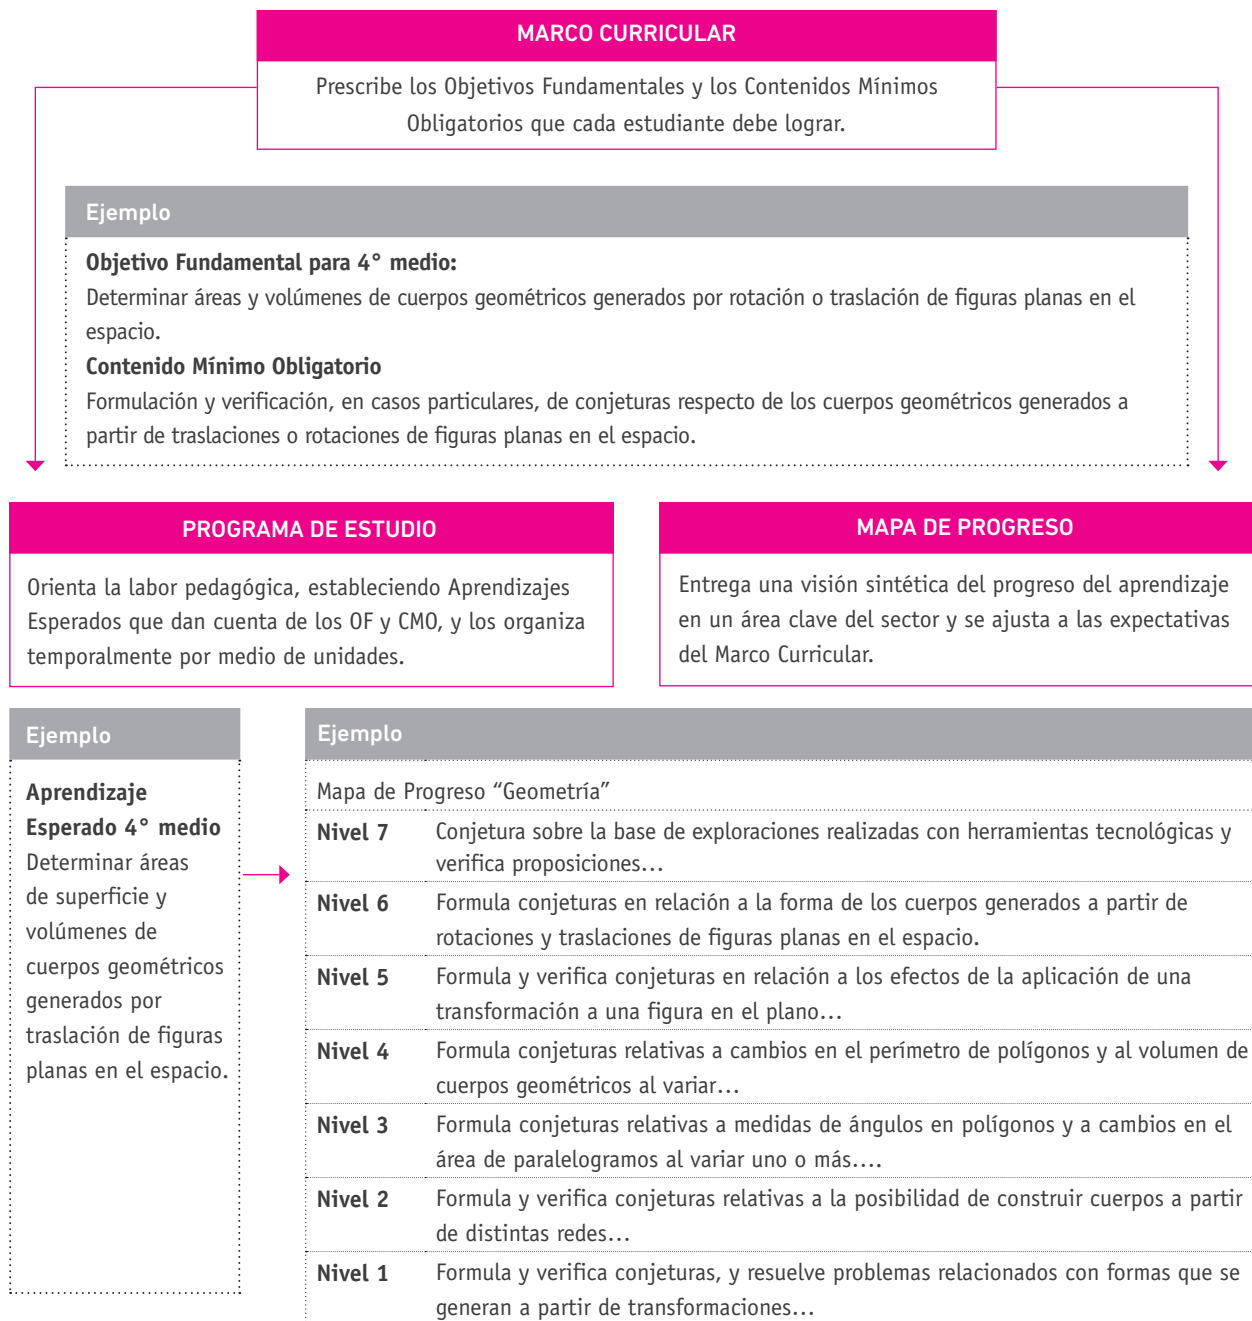 MARCO CURRICULAR
Prescribe los Objetivos Fundamentales y los Contenidos Mínimos
Obligatorios que cada estudiante debe lograr.
Ejemplo
Objetivo Fundamental para 4° medio:
Determinar áreas y volúmenes de cuerpos geométricos generados por rotación o traslación de figuras planas en el
espacio.
Contenido Mínimo Obligatorio
Formulación y verificación, en casos particulares, de conjeturas respecto de los cuerpos geométricos generados a
partir de traslaciones o rotaciones de figuras planas en el espacio.
PROGRAMA DE ESTUDIO
Orienta la labor pedagógica, estableciendo Aprendizajes
Esperados que dan cuenta de los OF y CMO, y los organiza
temporalmente por medio de unidades.
MAPA DE PROGRESO
Entrega una visión sintética del progreso del aprendizaje
en un área clave del sector y se ajusta a las expectativas
del Marco Curricular.
Ejemplo
Aprendizaje
Esperado 4° medio
Determinar áreas
de superficie y
volúmenes de
cuerpos geométricos
generados por
traslación de figuras
planas en el espacio.
Ejemplo
Mapa de Progreso “Geometría”
Nivel 7 Conjetura sobre la base de exploraciones realizadas con herramientas tecnológicas y
verifica proposiciones…
Nivel 6 Formula conjeturas en relación a la forma de los cuerpos generados a partir de
rotaciones y traslaciones de figuras planas en el espacio.
Nivel 5 Formula y verifica conjeturas en relación a los efectos de la aplicación de una
transformación a una figura en el plano…
Nivel 4 Formula conjeturas relativas a cambios en el perímetro de polígonos y al volumen de
cuerpos geométricos al variar…
Nivel 3 Formula conjeturas relativas a medidas de ángulos en polígonos y a cambios en el
área de paralelogramos al variar uno o más….
Nivel 2 Formula y verifica conjeturas relativas a la posibilidad de construir cuerpos a partir
de distintas redes…
Nivel 1 Formula y verifica conjeturas, y resuelve problemas relacionados con formas que se
generan a partir de transformaciones…